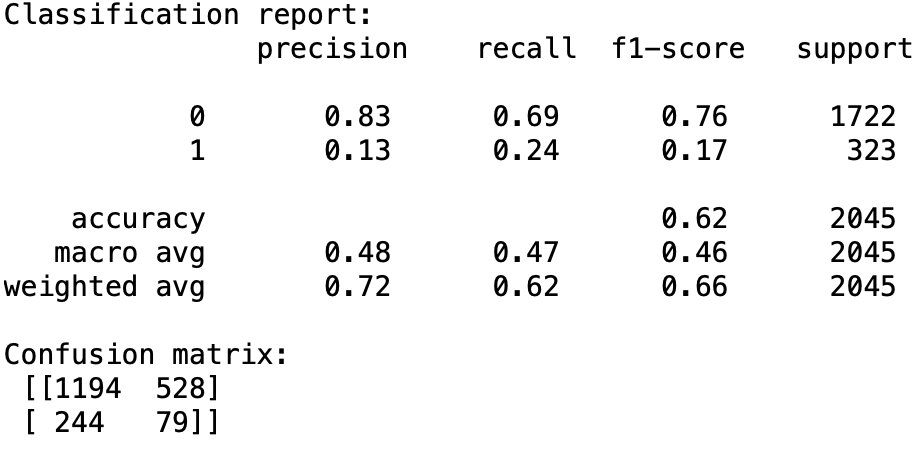 Classification report:
precision recall f1-score support
0 0.83 0.69 0.76 1722
1 0.13 0.24 0.17 323
accuracy 0.62 2045
macro avg 0.48 0.47 0.46 2045
weighted avg 0.72 0.62 0.66 2045
Confusion matrix:
[[1194 528]
[ 244 79]]